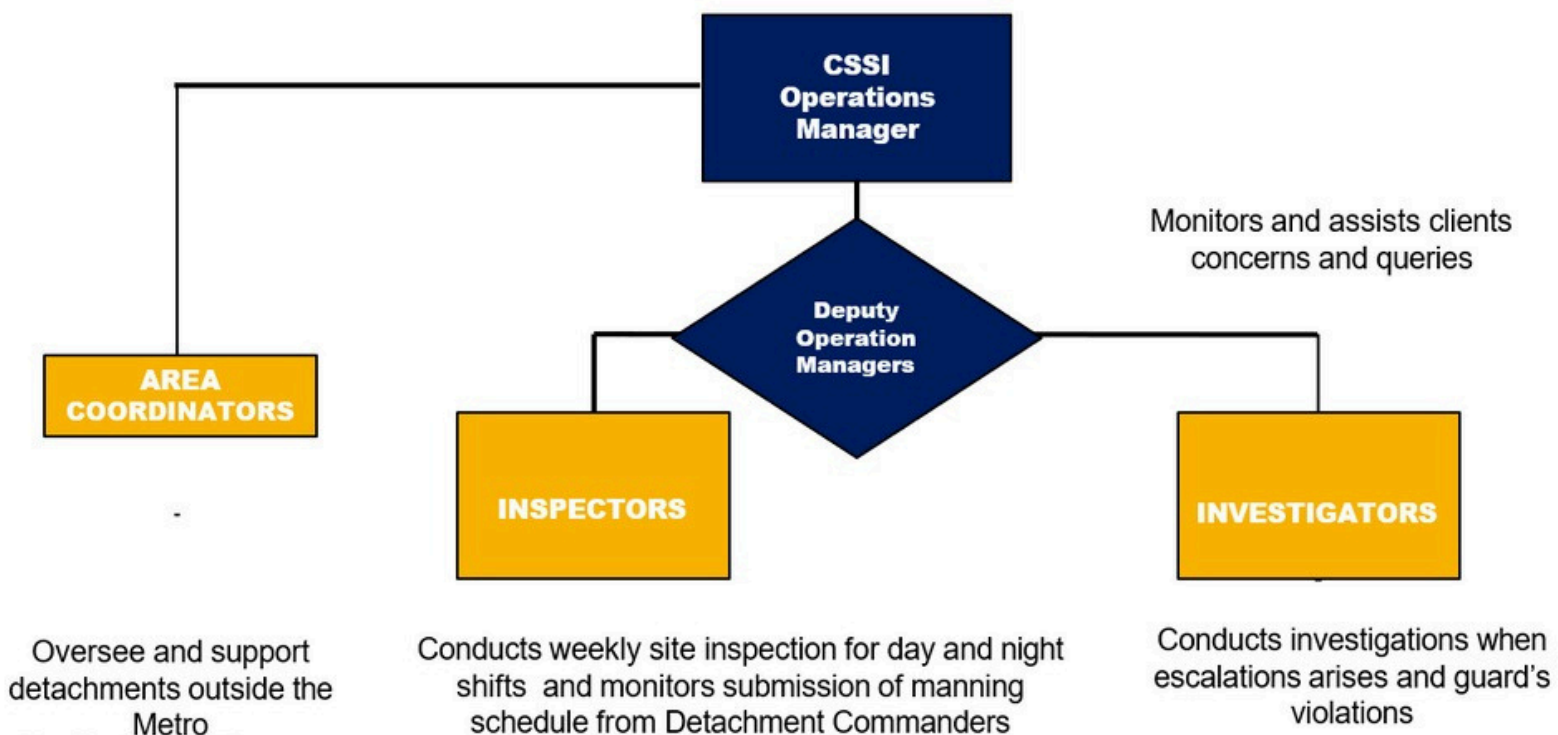 CSSI
Operations
Manager
Monitors and assists clients
concerns and queries
Deputy
Operation
Managers
AREA
COORDINATORS
-
INSPECTORS
INVESTIGATORS
Oversee and support
detachments outside the
Metro
Conducts weekly site inspection for day and night
shifts and monitors submission of manning
schedule from Detachment Commanders
Conducts investigations when
escalations arises and guard's
violations